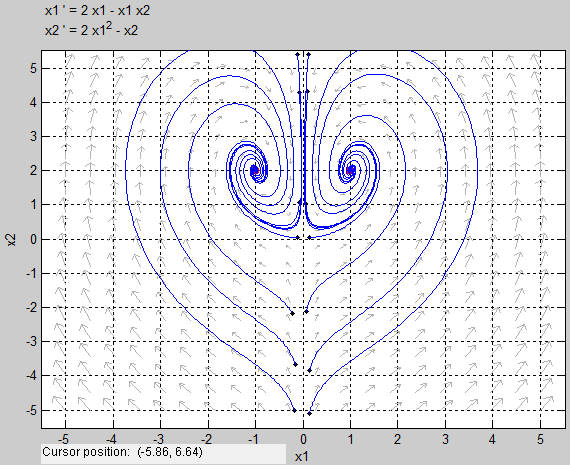 x1 ' = 2 x1 - x1 x2
x2 ' = 2 x1² - x2
5
4
3
2
1
0
-1
-2
-3
-4
-5
x2
-5 -4 -3 -2 -1 0 1 2 3 4 5
x1
Cursor position: (-5.86, 6.64)